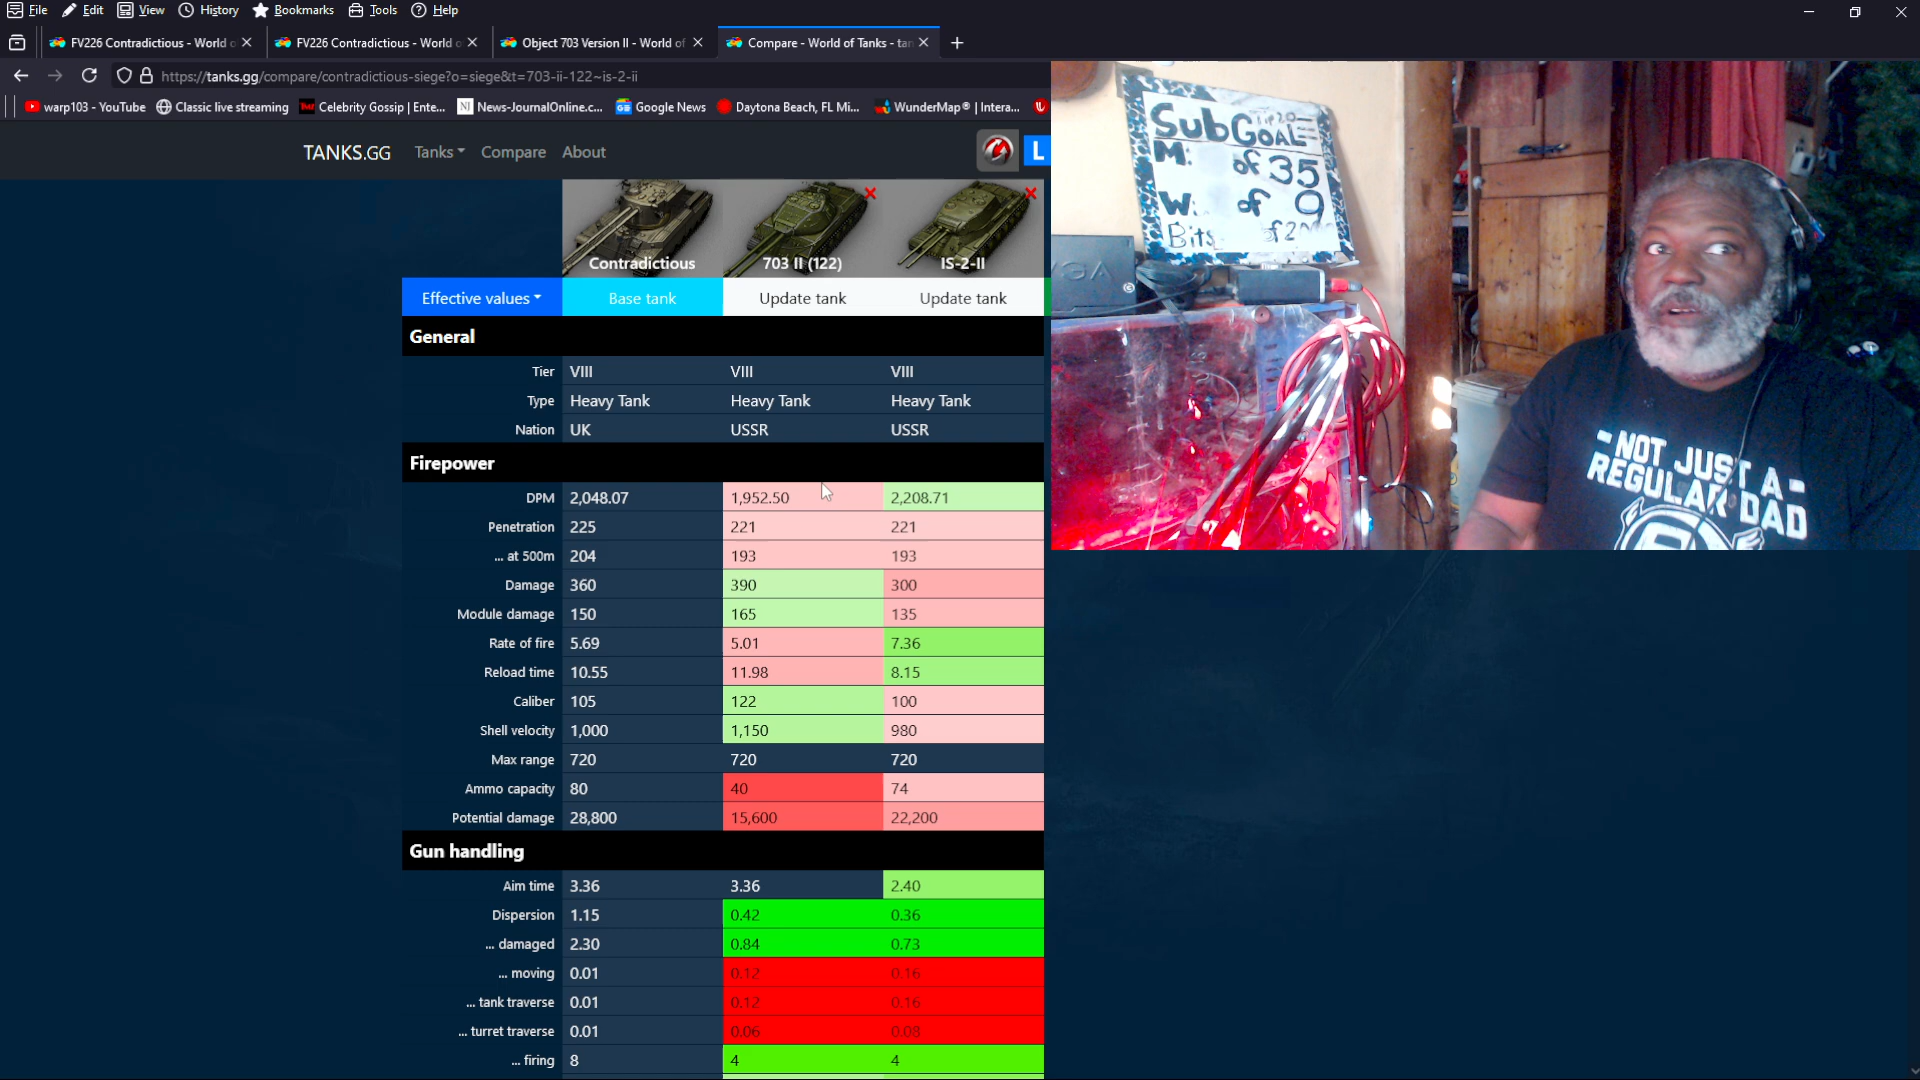 File Edit View History Bookmarks Tools Help
FV226 Contradictious - World o
FV226 Contradictious - World o
Object 703 Version II - World of
Compare - World of Tanks - tan
https://tanks.gg/compare/contradictious-siege?o=siege&t=703-ii-122~is-2-ii
warp103 - YouTube
Classic live streaming
Celebrity Gossip | Ente...
News-JournalOnline.c...
Google News
Daytona Beach, FL Mi...
WunderMap® | Intera...
TANKS.GG Tanks Compare About
L
Contradictious 703 II (122) IS-2-II
Effective values Base tank Update tank Update tank
General
Tier VIII VIII VIII
Type Heavy Tank Heavy Tank Heavy Tank
Nation UK USSR USSR
Firepower
DPM 2,048.07 1,952.50 2,208.71
Penetration 225 221 221
... at 500m 204 193 193
Damage 360 390 300
Module damage 150 165 135
Rate of fire 5.69 5.01 7.36
Reload time 10.55 11.98 8.15
Caliber 105 122 100
Shell velocity 1,000 1,150 980
Max range 720 720 720
Ammo capacity 80 40 74
Potential damage 28,800 15,600 22,200
Gun handling
Aim time 3.36 3.36 2.40
Dispersion 1.15 0.42 0.36
... damaged 2.30 0.84 0.73
... moving 0.01 0.12 0.16
... tank traverse 0.01 0.12 0.16
... turret traverse 0.01 0.06 0.08
... firing 8 4 4
SubGoAL
M: of 35
W: of 9
Bits
-NOT JUST A-
REGULAR DAD